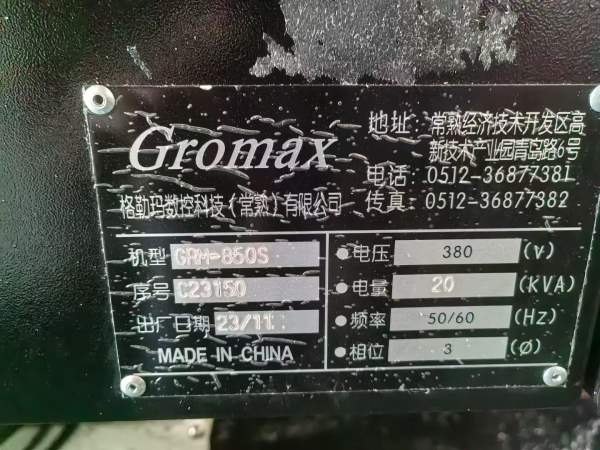 Gromax
格勒玛数控科技(常熟)有限公司
地址: 常熟经济技术开发区高
新技术产业园青岛路6号
电话: 0512-36877381
传真: 0512-36877382
机型 GRM-850S
序号 C23150
出厂日期 23/11
MADE IN CHINA
电压 380 (V)
电量 20 (KVA)
频率 50/60 (Hz)
相位 3 (Ø)